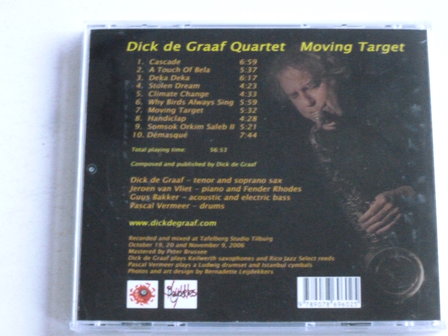 Dick de Graaf Quartet Moving Target
1. Cascade 6:59
2. A Touch Of Bela 5:37
3. Deka Deka 6:17
4. Stolen Dream 4:23
5. Climate Change 4:33
6. Why Birds Always Sing 5:59
7. Moving Target 5:32
8. Handiclap 4:28
9. Somsok Orkim Saleb II 5:21
10. Démasqué 7:44
Total playing time: 56:53
Composed and published by Dick de Graaf
Dick de Graaf – tenor and soprano sax
Jeroen van Vliet – piano and Fender Rhodes
Guus Bakker – acoustic and electric bass
Pascal Vermeer – drums
www.dickdegraaf.com
Recorded and mixed at Tafelberg Studio Tilburg
October 19, 20 and November 9, 2006
Mastered by Peter Brussee
Dick de Graaf plays Keilwerth saxophones and Rico Jazz Select reeds
Pascal Vermeer plays a Ludwig drumset and Istanbul cymbals
Photos and art design by Bernadette Leijdekkers
9 789078 696025